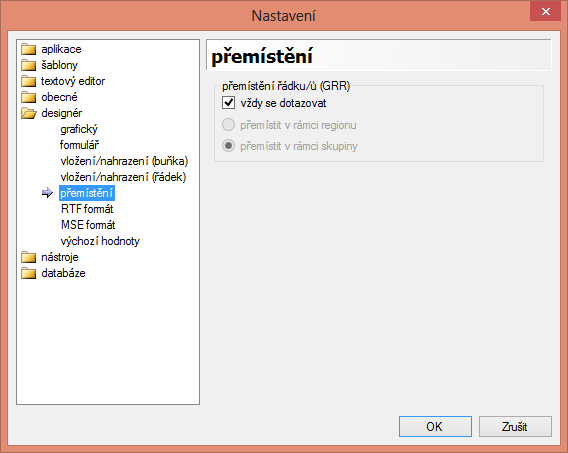 Nastavení
aplikace
šablony
textový editor
obecné
designér
grafický
formulář
vložení/nahrazení (buňka)
vložení/nahrazení (řádek)
přemístění
RTF formát
MSE formát
výchozí hodnoty
nástroje
databáze
přemístění
přemístění řádku/ů (GRR)
vždy se dotazovat
přemístit v rámci regionu
přemístit v rámci skupiny
OK
Zrušit